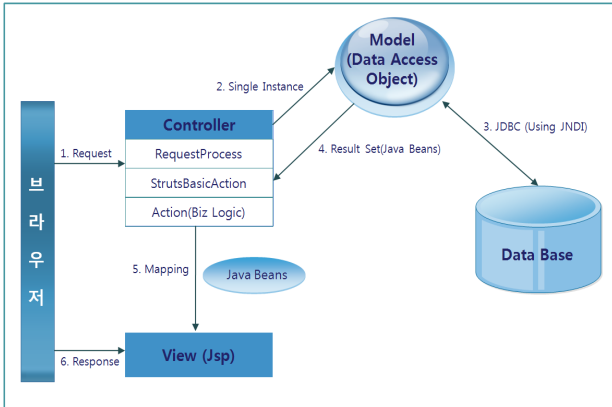 Model
(Data Access
Object)
2. Single Instance
Controller
3. JDBC (Using JNDI)
1. Request
RequestProcess
4. Result Set(Java Beans)
StrutsBasicAction
Action(Biz Logic)
브
라
우
저
Data Base
5. Mapping
Java Beans
View (Jsp)
6. Response